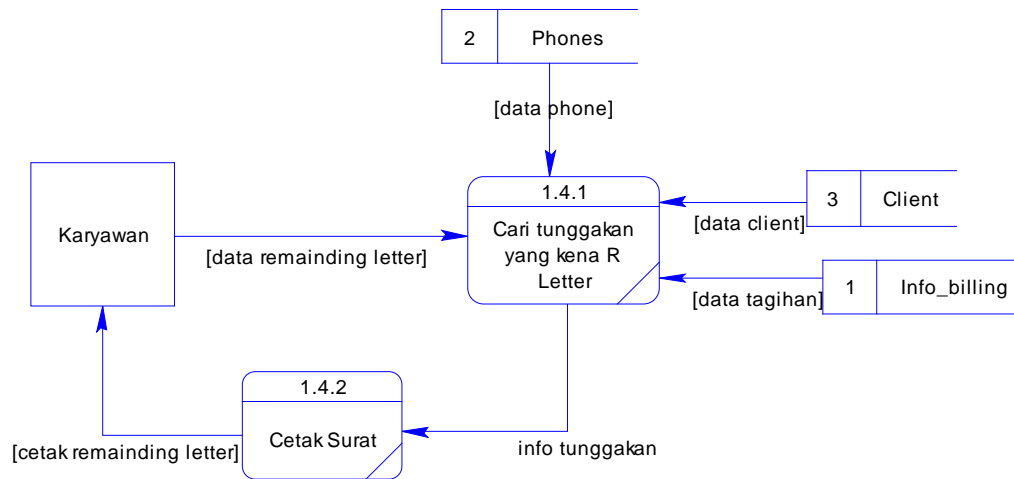 2 Phones
[data phone]
1.4.1
Cari tunggakan
yang kena R
Letter
3 Client
[data client]
Karyawan
[data remainding letter]
1 Info_billing
[data tagihan]
1.4.2
Cetak Surat
info tunggakan
[cetak remainding letter]